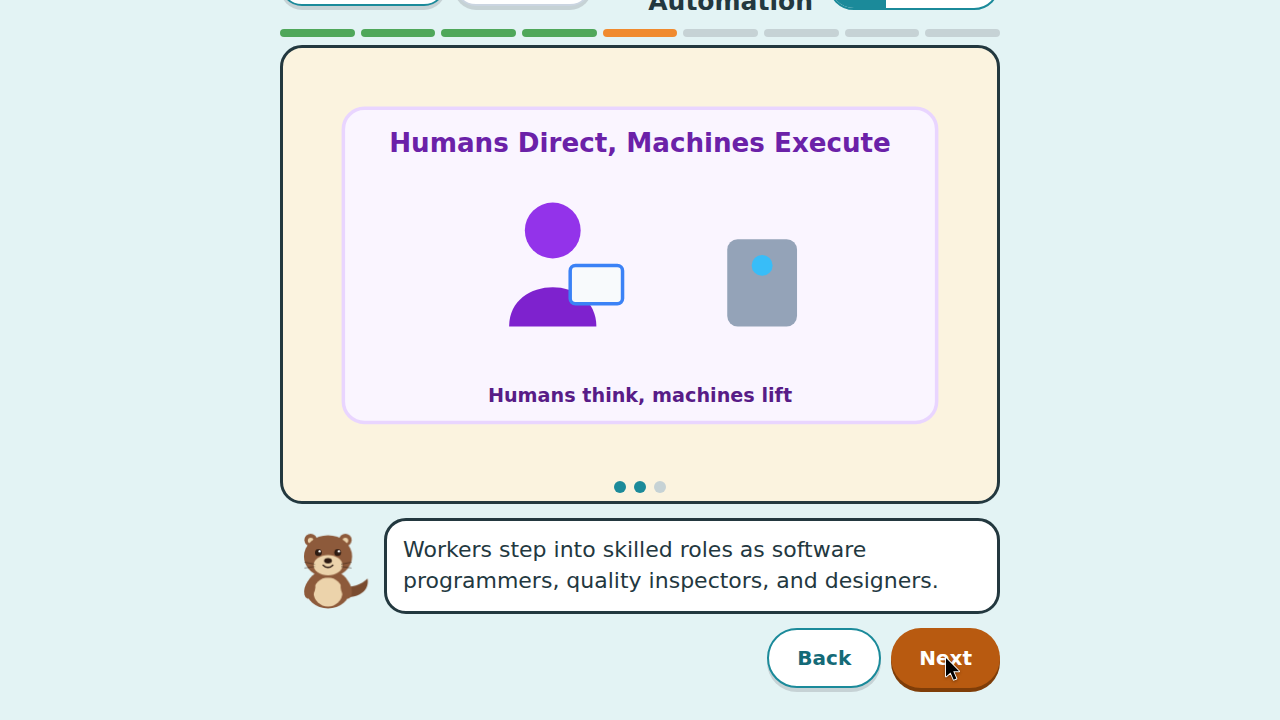 Automation
Humans Direct, Machines Execute
Humans think, machines lift
Workers step into skilled roles as software
programmers, quality inspectors, and designers.
Back
Next